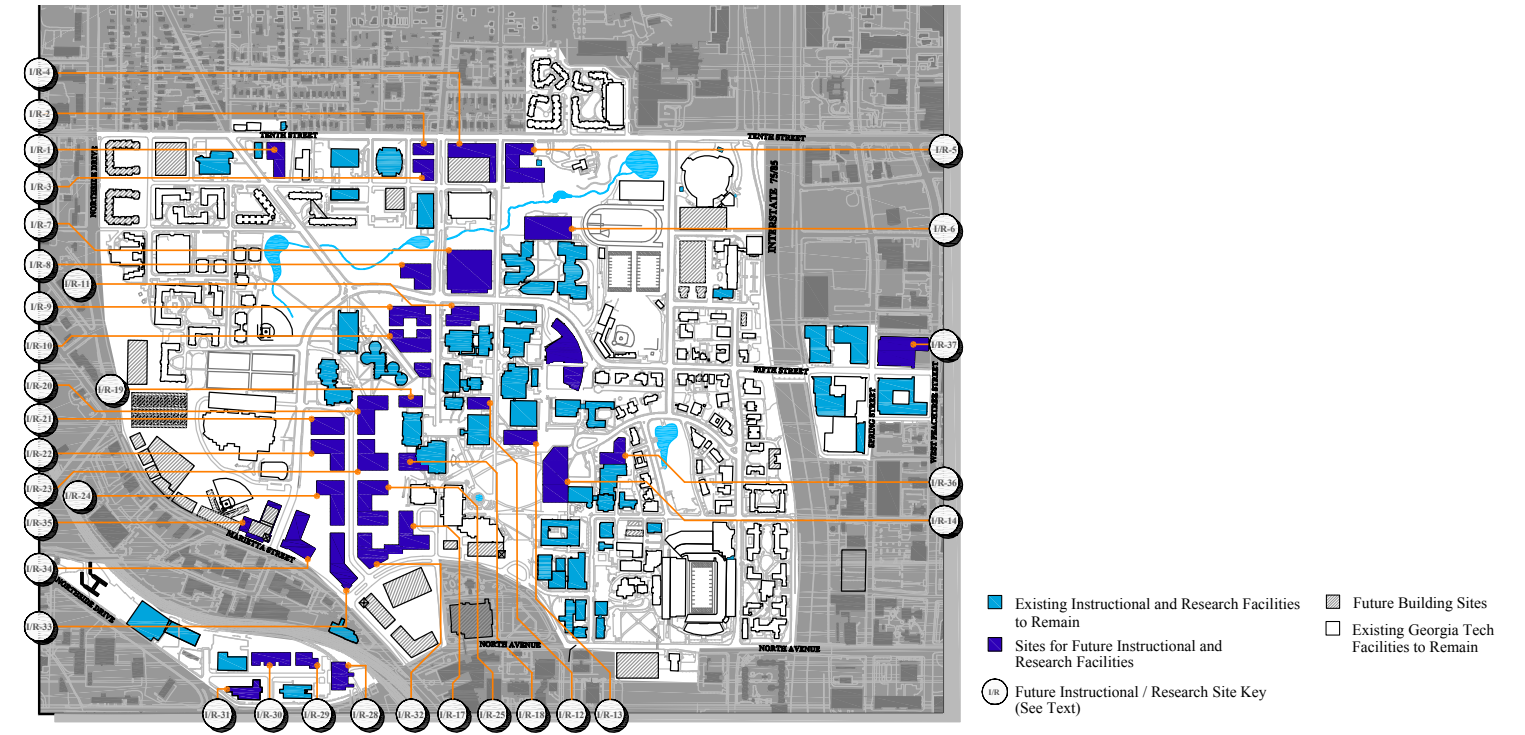 I/R-4
I/R-2
I/R-1
I/R-3
I/R-7
I/R-8
I/R-11
I/R-9
I/R-10
I/R-19
I/R-20
I/R-21
I/R-22
I/R-23
I/R-24
I/R-35
I/R-34
I/R-33
I/R-31
I/R-30
I/R-29
I/R-28
I/R-32
I/R-17
I/R-25
I/R-18
I/R-12
I/R-13
I/R-5
I/R-6
I/R-37
I/R-36
I/R-14
TENTH STREET
TENTH STREET
NORTHSIDE DRIVE
INTERSTATE 75/85
FIFTH STREET
SPRING STREET
WEST PEACHTREE STREET
MARIETTA STREET
NORTHSIDE DRIVE
NORTH AVENUE
NORTH AVENUE
Existing Instructional and Research Facilities
to Remain
Sites for Future Instructional and
Research Facilities
I/R
Future Instructional / Research Site Key
(See Text)
Future Building Sites
Existing Georgia Tech
Facilities to Remain